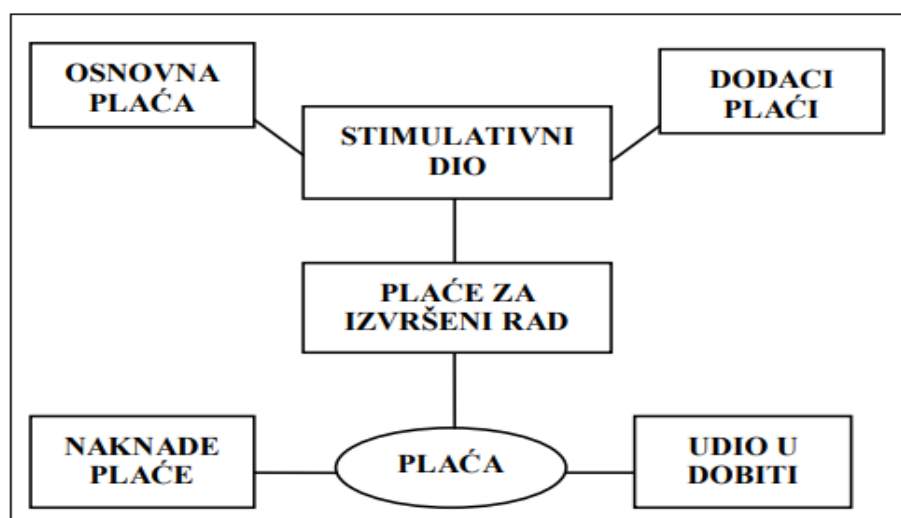 OSNOVNA
PLAĆA
DODACI
PLAĆI
STIMULATIVNI
DIO
PLAĆE ZA
IZVRŠENI RAD
NAKNADE
PLAĆE
PLAĆA
UDIO U
DOBITI